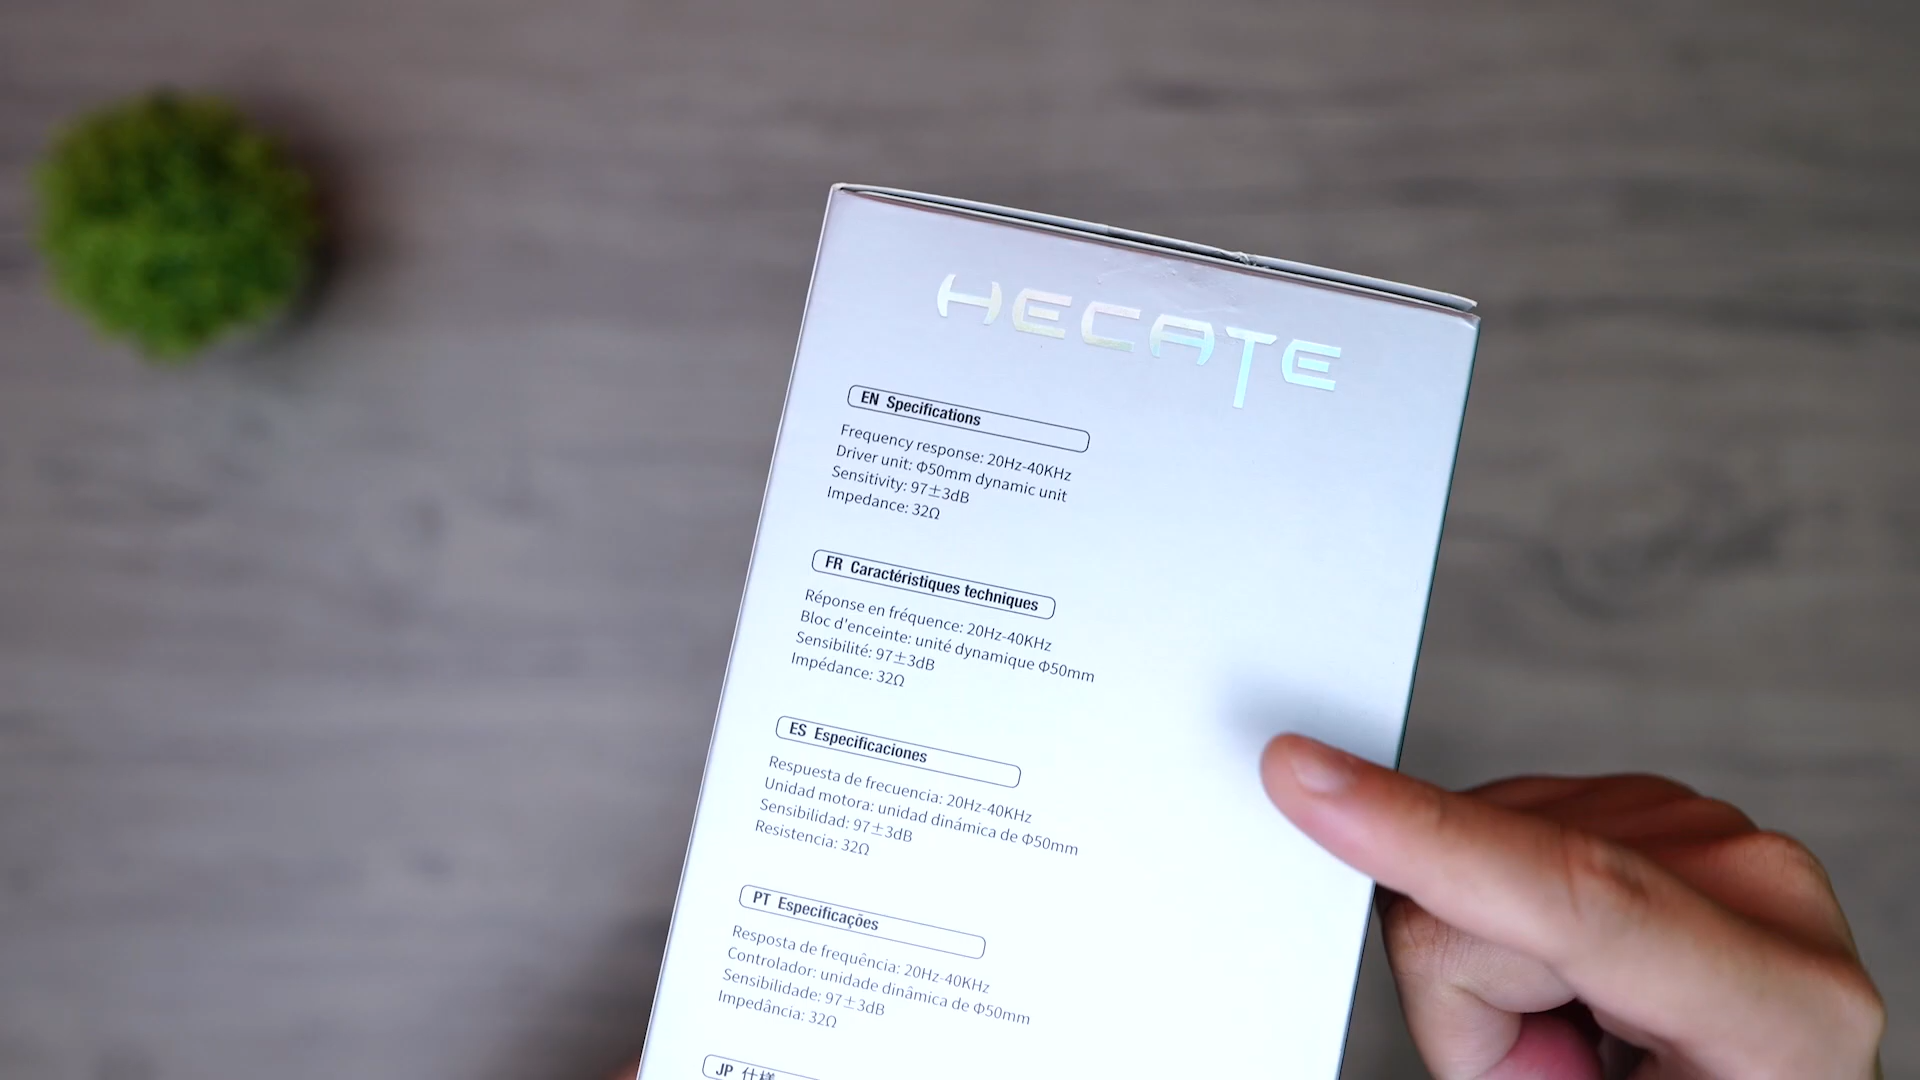 HECATE
EN Specifications
Frequency response: 20Hz-40KHz
Driver unit: Φ50mm dynamic unit
Sensitivity: 97±3dB
Impedance: 32Ω
FR Caractéristiques techniques
Réponse en fréquence: 20Hz-40KHz
Bloc d'enceinte: unité dynamique Φ50mm
Sensibilité: 97±3dB
Impédance: 32Ω
ES Especificaciones
Respuesta de frecuencia: 20Hz-40KHz
Unidad motora: unidad dinámica de Φ50mm
Sensibilidad: 97±3dB
Resistencia: 32Ω
PT Especificações
Resposta de frequência: 20Hz-40KHz
Controlador: unidade dinâmica de Φ50mm
Sensibilidade: 97±3dB
Impedância: 32Ω
JP 仕様